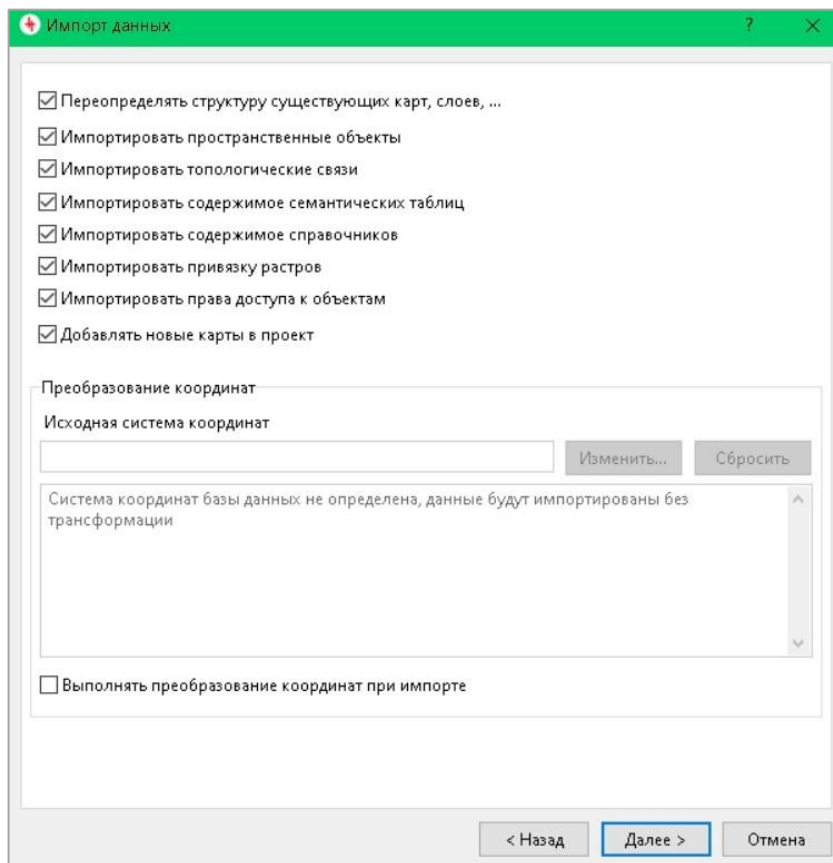 Импорт данных
?
Переопределять структуру существующих карт, слоев, ...
Импортировать пространственные объекты
Импортировать топологические связи
Импортировать содержимое семантических таблиц
Импортировать содержимое справочников
Импортировать привязку растров
Импортировать права доступа к объектам
Добавлять новые карты в проект
Преобразование координат
Исходная система координат
Изменить... Сбросить
Система координат базы данных не определена, данные будут импортированы без
трансформации
Выполнять преобразование координат при импорте
< Назад Далее > Отмена